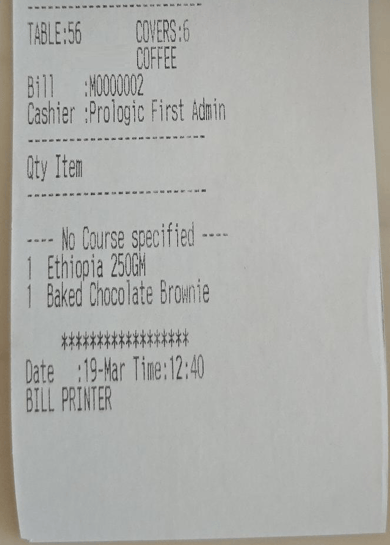 --------------------
TABLE:56 COVERS:6
COFFEE
Bill :M0000002
Cashier :Prologic First Admin
--------------------
Qty Item
--------------------
---- No Course specified ----
1 Ethiopia 250GM
1 Baked Chocolate Brownie
*****************
Date :19-Mar Time:12:40
BILL PRINTER